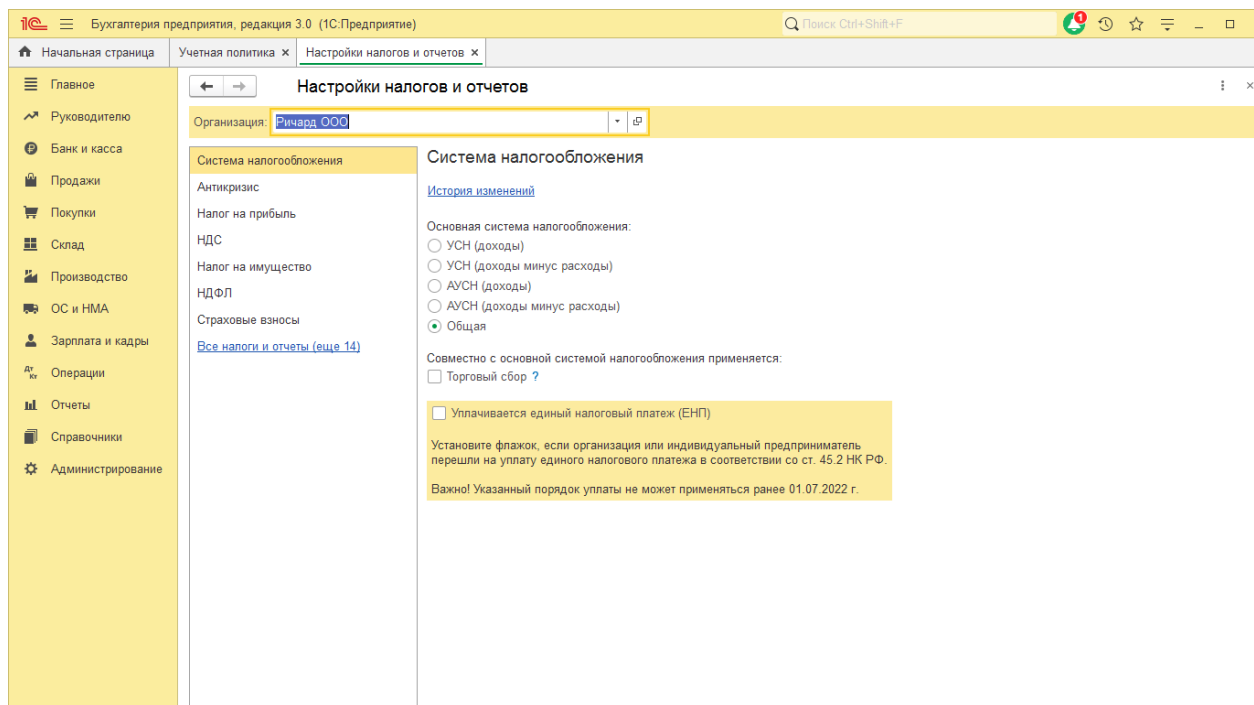 1С Бухгалтерия предприятия, редакция 3.0 (1С:Предприятие) Поиск Ctrl+Shift+F 1
Начальная страница Учетная политика × Настройки налогов и отчетов ×
Главное
Руководителю
Банк и касса
Продажи
Покупки
Склад
Производство
ОС и НМА
Зарплата и кадры
Дт Кт Операции
Отчеты
Справочники
Администрирование
Настройки налогов и отчетов
Организация: Ричард ООО
Система налогообложения
Антикризис
Налог на прибыль
НДС
Налог на имущество
НДФЛ
Страховые взносы
Все налоги и отчеты (еще 14)
Система налогообложения
История изменений
Основная система налогообложения:
УСН (доходы)
УСН (доходы минус расходы)
АУСН (доходы)
АУСН (доходы минус расходы)
Общая
Совместно с основной системой налогообложения применяется:
Торговый сбор ?
Уплачивается единый налоговый платеж (ЕНП)
Установите флажок, если организация или индивидуальный предприниматель
перешли на уплату единого налогового платежа в соответствии со ст. 45.2 НК РФ.
Важно! Указанный порядок уплаты не может применяться ранее 01.07.2022 г.